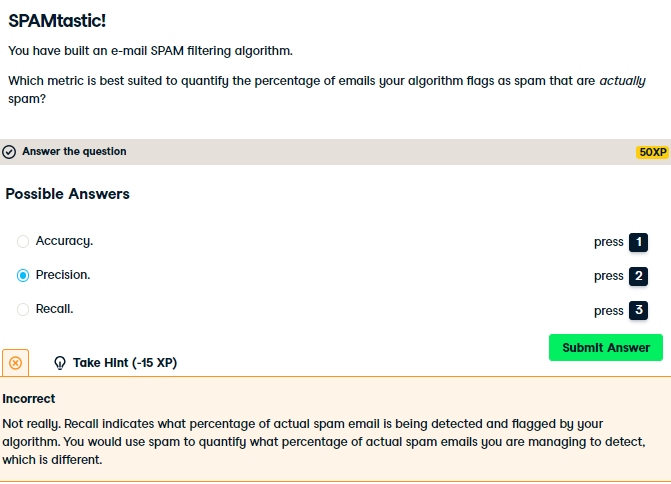 SPAMtastic!
You have built an e-mail SPAM filtering algorithm.
Which metric is best suited to quantify the percentage of emails your algorithm flags as spam that are actually
spam?
Answer the question
50XP
Possible Answers
Accuracy.
press 1
Precision.
press 2
Recall.
press 3
Submit Answer
Take Hint (-15 XP)
Incorrect
Not really. Recall indicates what percentage of actual spam email is being detected and flagged by your
algorithm. You would use spam to quantify what percentage of actual spam emails you are managing to detect,
which is different.